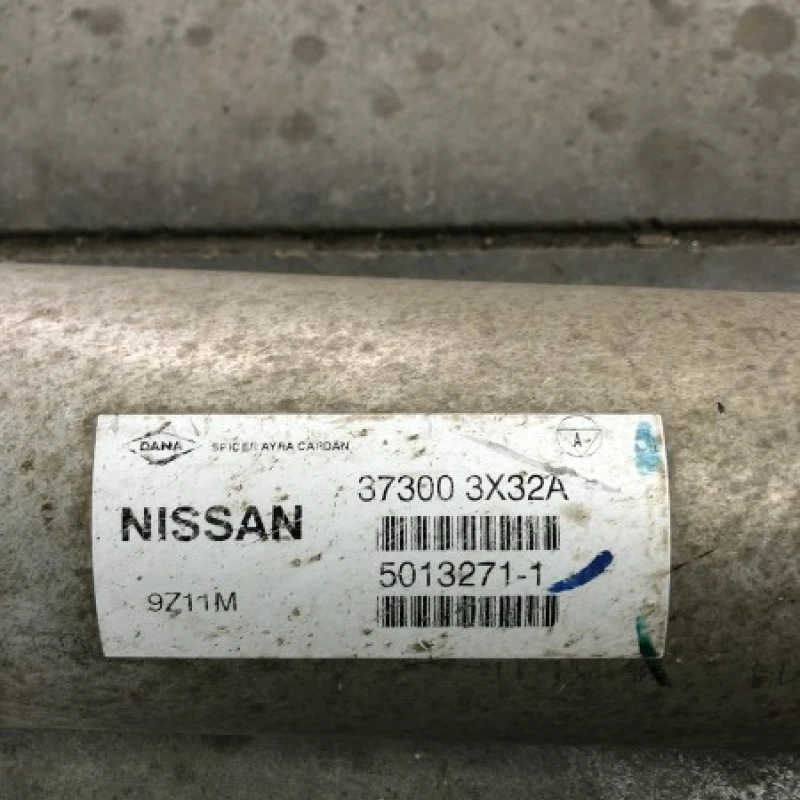 DANA SPICER AYRA CARDAN
A
37300 3X32A
NISSAN
5013271-1
9Z11M